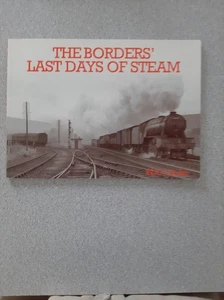 THE BORDERS'
LAST DAYS OF STEAM